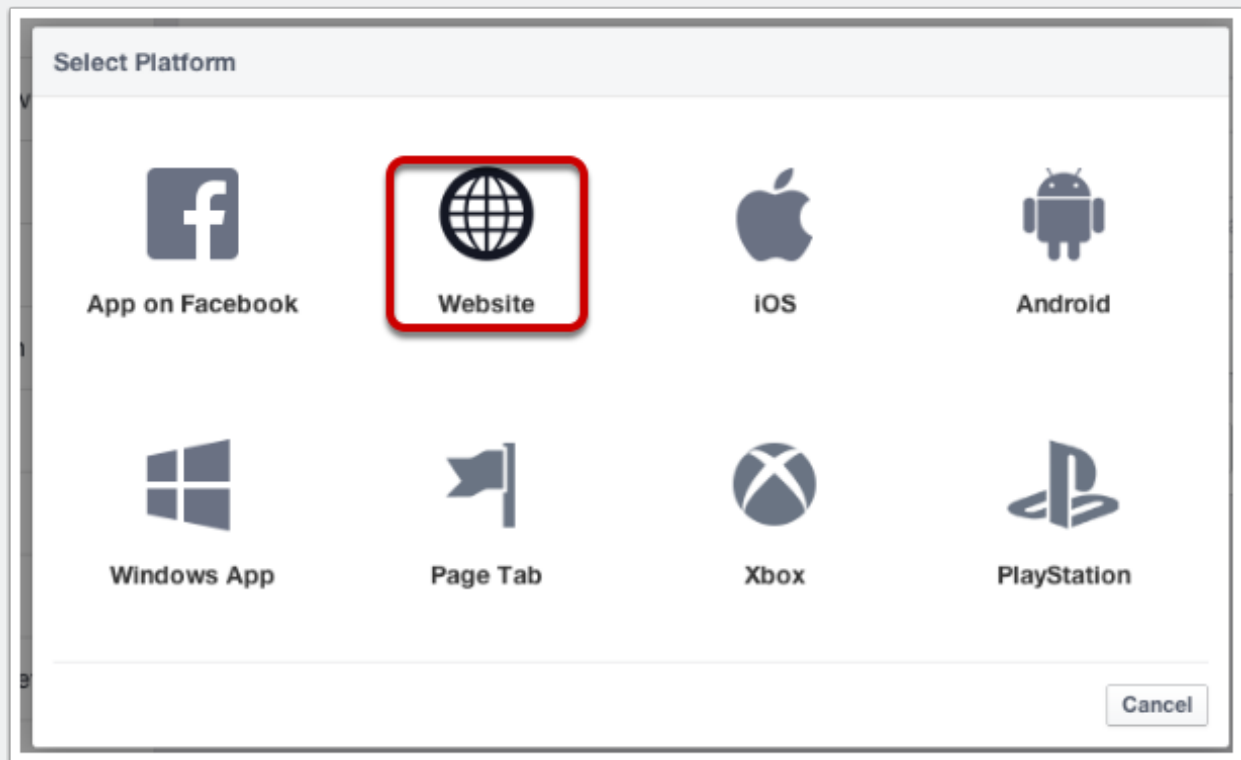 Select Platform
App on Facebook Website iOS Android
Windows App Page Tab Xbox PlayStation
Cancel